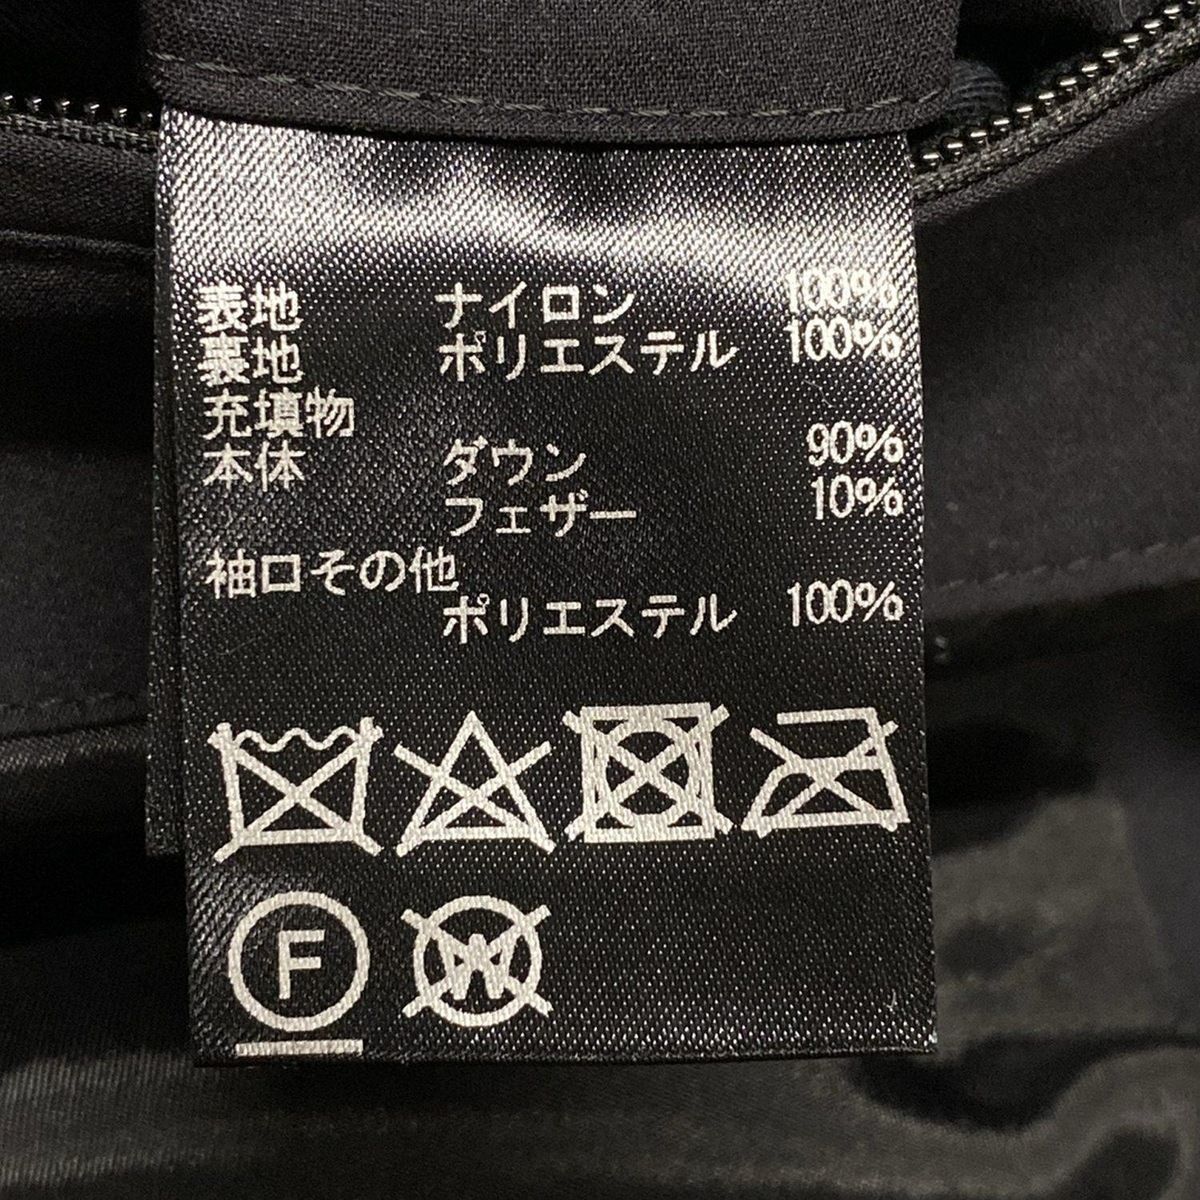 表地 ナイロン 100%
裏地 ポリエステル 100%
充填物
本体 ダウン 90%
フェザー 10%
袖口その他
ポリエステル 100%
F W